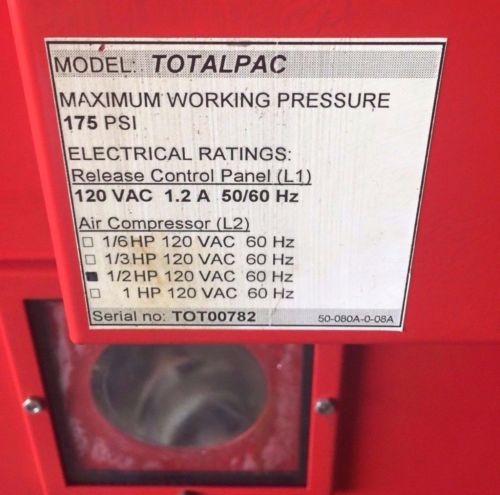 MODEL: TOTALPAC
MAXIMUM WORKING PRESSURE
175 PSI
ELECTRICAL RATINGS:
Release Control Panel (L1)
120 VAC 1.2 A 50/60 Hz
Air Compressor (L2)
1/6 HP 120 VAC 60 Hz
1/3 HP 120 VAC 60 Hz
1/2 HP 120 VAC 60 Hz
1 HP 120 VAC 60 Hz
Serial no: TOT00782 50-080A-0-08A